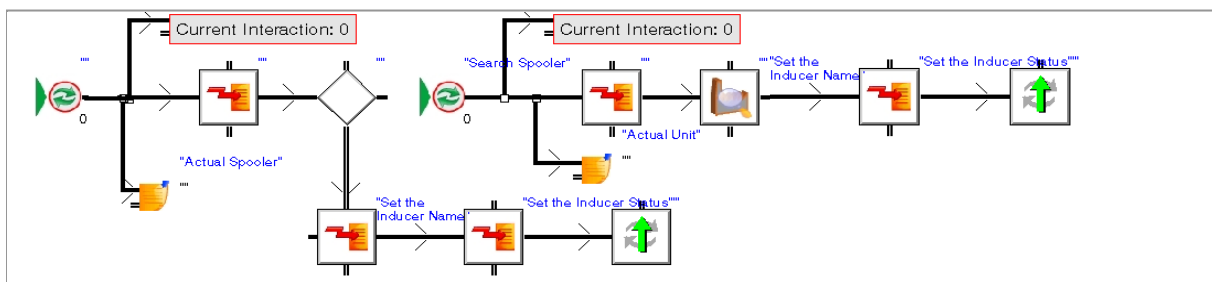 Current Interaction: 0
Current Interaction: 0
""
""
""
"Search Spooler"
""
""
"Set the
Inducer Name"
"Set the Inducer Status"
""
0
0
"Actual Spooler"
""
"Actual Unit"
""
"Set the
Inducer Name"
"Set the Inducer Status"
""